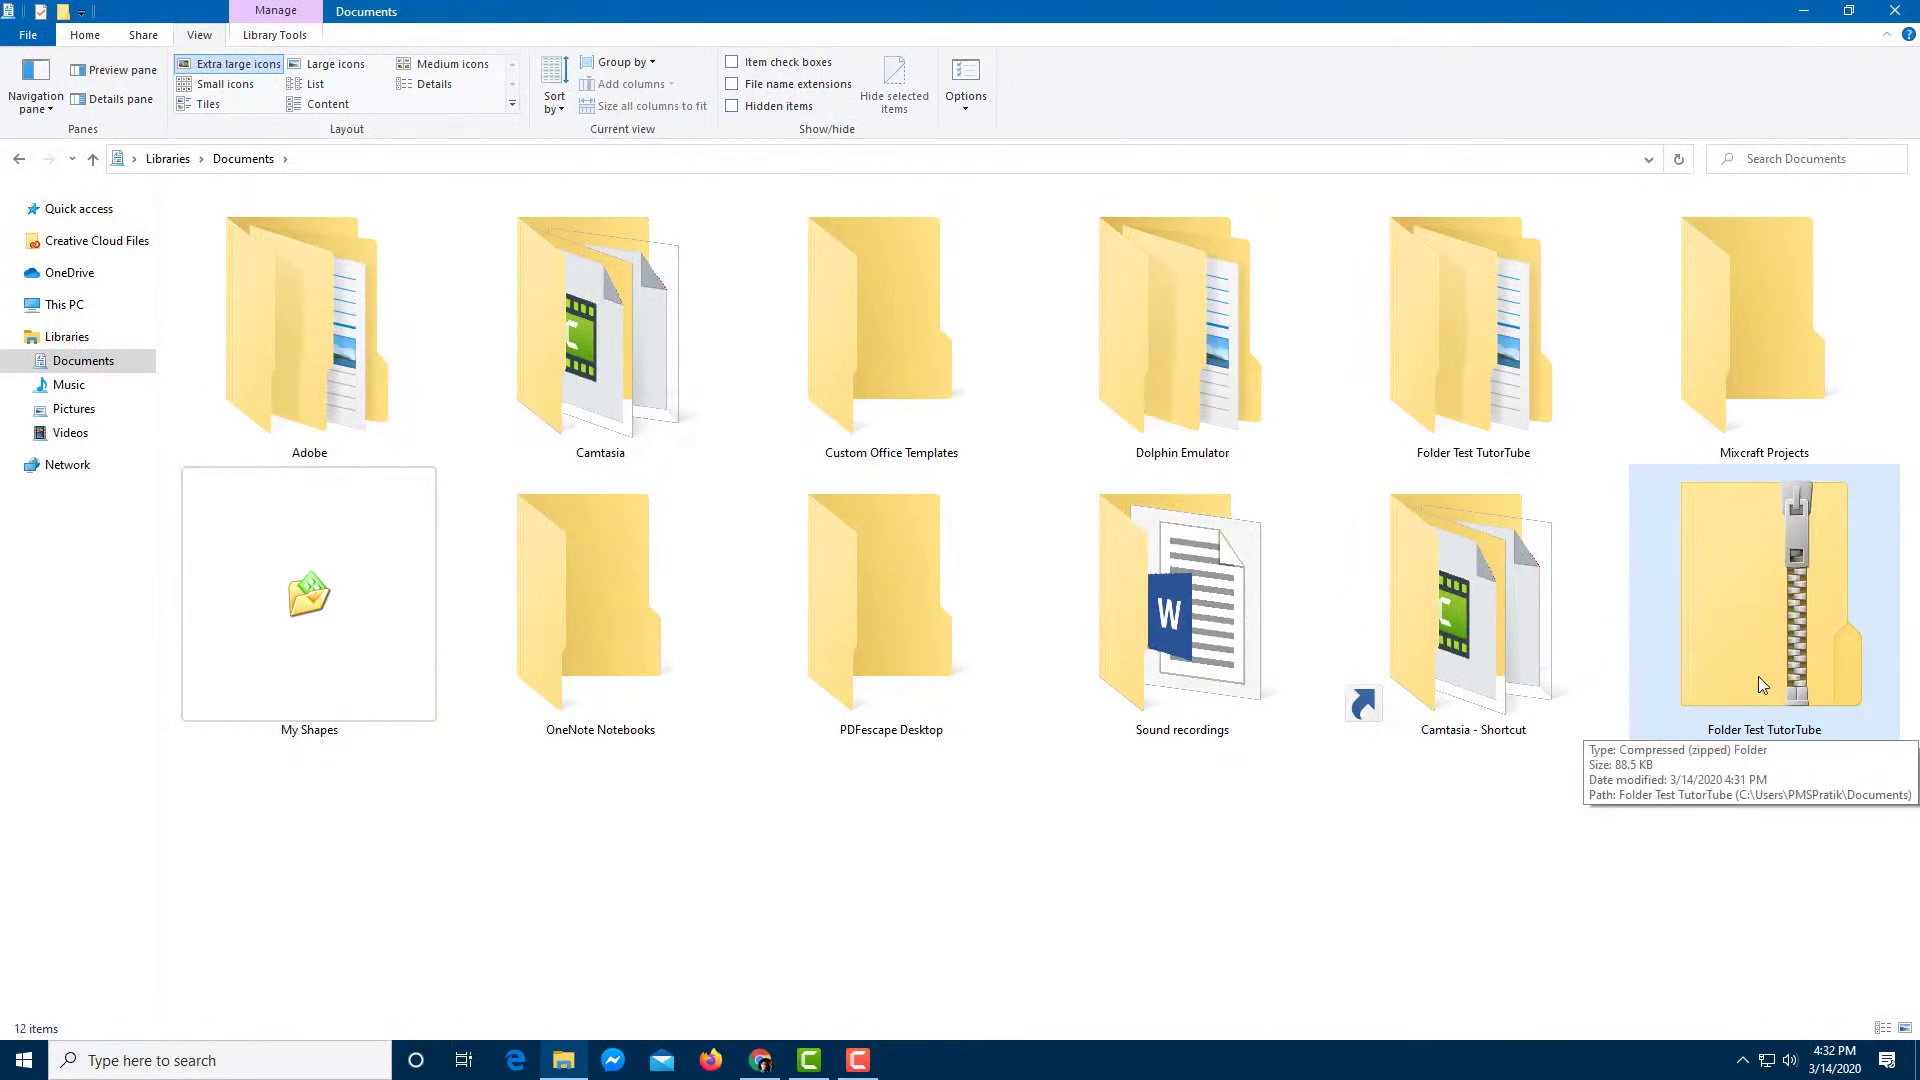 Manage
Documents
File
Home
Share
View
Library Tools
Navigation
pane
Preview pane
Details pane
Panes
Extra large icons
Large icons
Medium icons
Small icons
List
Details
Tiles
Content
Layout
Sort
by
Group by
Add columns
Size all columns to fit
Current view
Item check boxes
File name extensions
Hidden items
Hide selected
items
Show/hide
Options
Libraries
Documents
Search Documents
Quick access
Creative Cloud Files
OneDrive
This PC
Libraries
Documents
Music
Pictures
Videos
Network
Adobe
Camtasia
Custom Office Templates
Dolphin Emulator
Folder Test TutorTube
Mixcraft Projects
My Shapes
OneNote Notebooks
PDFescape Desktop
W
Sound recordings
C
Camtasia - Shortcut
Folder Test TutorTube
Type: Compressed (zipped) Folder
Size: 88.5 KB
Date modified: 3/14/2020 4:31 PM
Path: Folder Test TutorTube (C:\Users\PMSPratik\Documents)
12 items
Type here to search
4:32 PM
3/14/2020